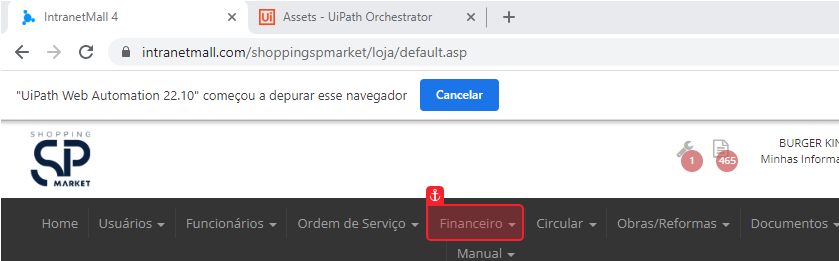 IntranetMall 4
Ui Assets - UiPath Orchestrator
intranetmall.com/shoppingspmarket/loja/default.asp
"UiPath Web Automation 22.10" começou a depurar esse navegador Cancelar
SHOPPING
SP
MARKET
1 465
BURGER KIN
Minhas Informa
Home Usuários Funcionários Ordem de Serviço Financeiro Circular Obras/Reformas Documentos
Manual